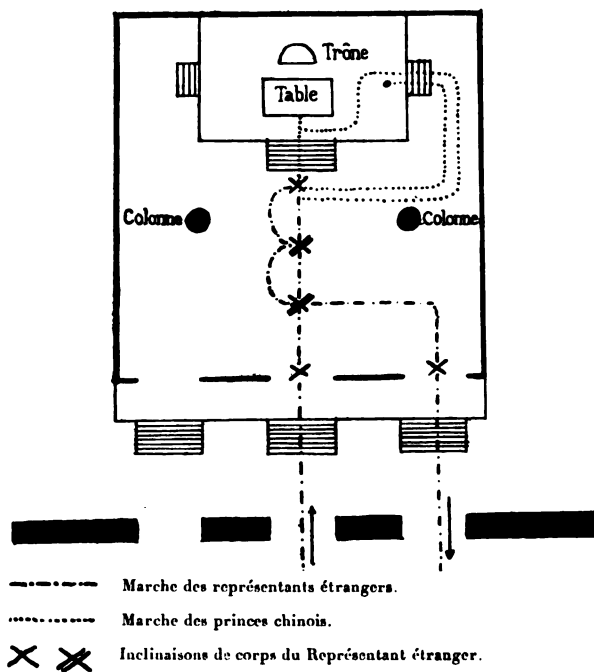 Trône
Table
Colonne
Colonne
Marche des représentants étrangers.
Marche des princes chinois.
Inclinaisons de corps du Représentant étranger.